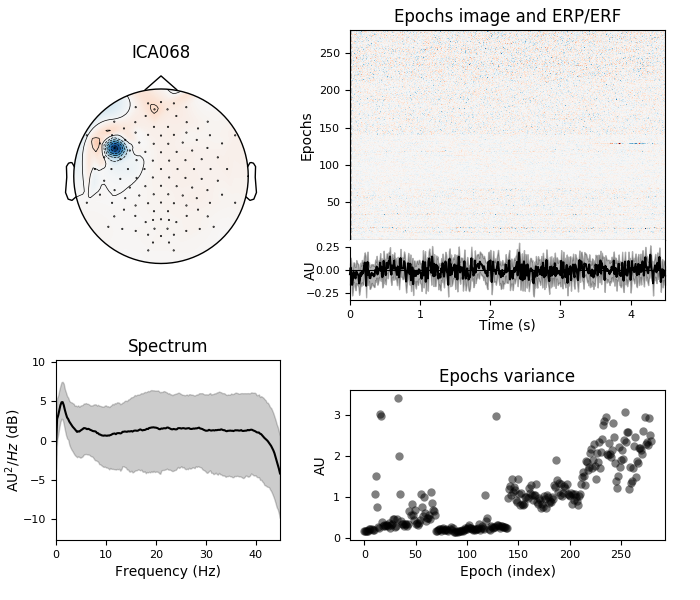 ICA068
Epochs image and ERP/ERF
Epochs
250
200
150
100
50
AU
0.25
0.00
−0.25
0
1
2
3
4
Time (s)
Spectrum
AU²/Hz (dB)
10
5
0
−5
−10
0
20
40
Frequency (Hz)
Epochs variance
AU
3
2
1
0
0
50
100
150
200
250
Epoch (index)